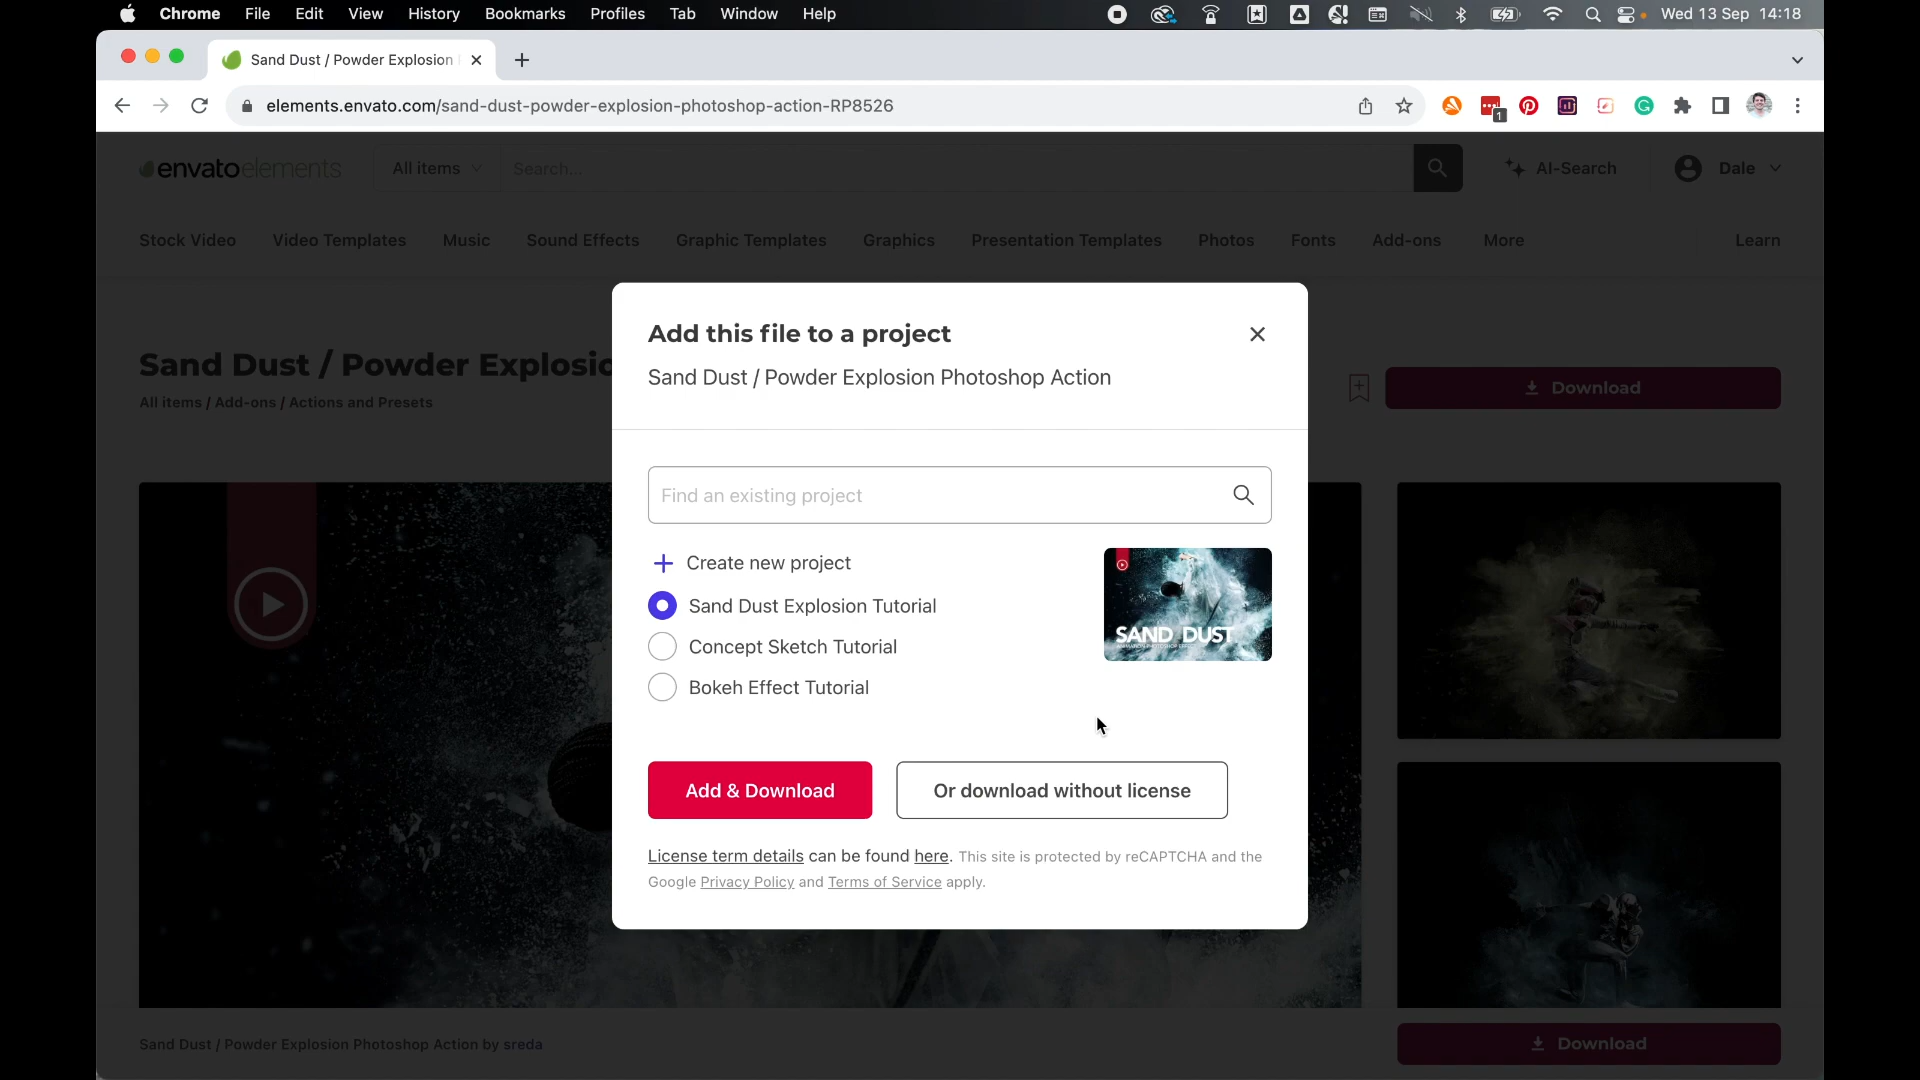 Chrome File Edit View History Bookmarks Profiles Tab Window Help Wed 13 Sep 14:18
Sand Dust / Powder Explosion
elements.envato.com/sand-dust-powder-explosion-photoshop-action-RP8526
1
envatoelements All items Search... AI-Search Dale
Stock Video Video Templates Music Sound Effects Graphic Templates Graphics Presentation Templates Photos Fonts Add-ons More Learn
Sand Dust / Powder Explosio
All items / Add-ons / Actions and Presets
Download
Add this file to a project
Sand Dust / Powder Explosion Photoshop Action
Find an existing project
Create new project
Sand Dust Explosion Tutorial
Concept Sketch Tutorial
Bokeh Effect Tutorial
SAND DUST
Add & Download
Or download without license
License term details can be found here. This site is protected by reCAPTCHA and the
Google Privacy Policy and Terms of Service apply.
Sand Dust / Powder Explosion Photoshop Action by sreda
Download